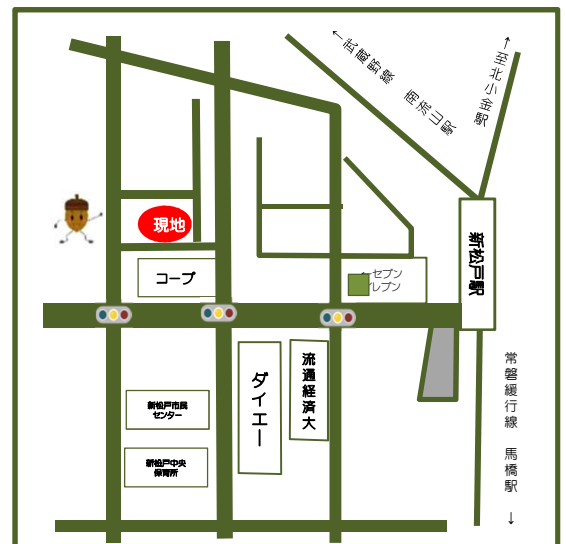 ←武蔵野線 南流山駅
←至北小金駅
現地
新松戸駅
コープ
←セブン
イレブン
ダイエー
流通経済大
新松戸市民
センター
新松戸中央
保育所
常磐緩行線 馬橋駅 →